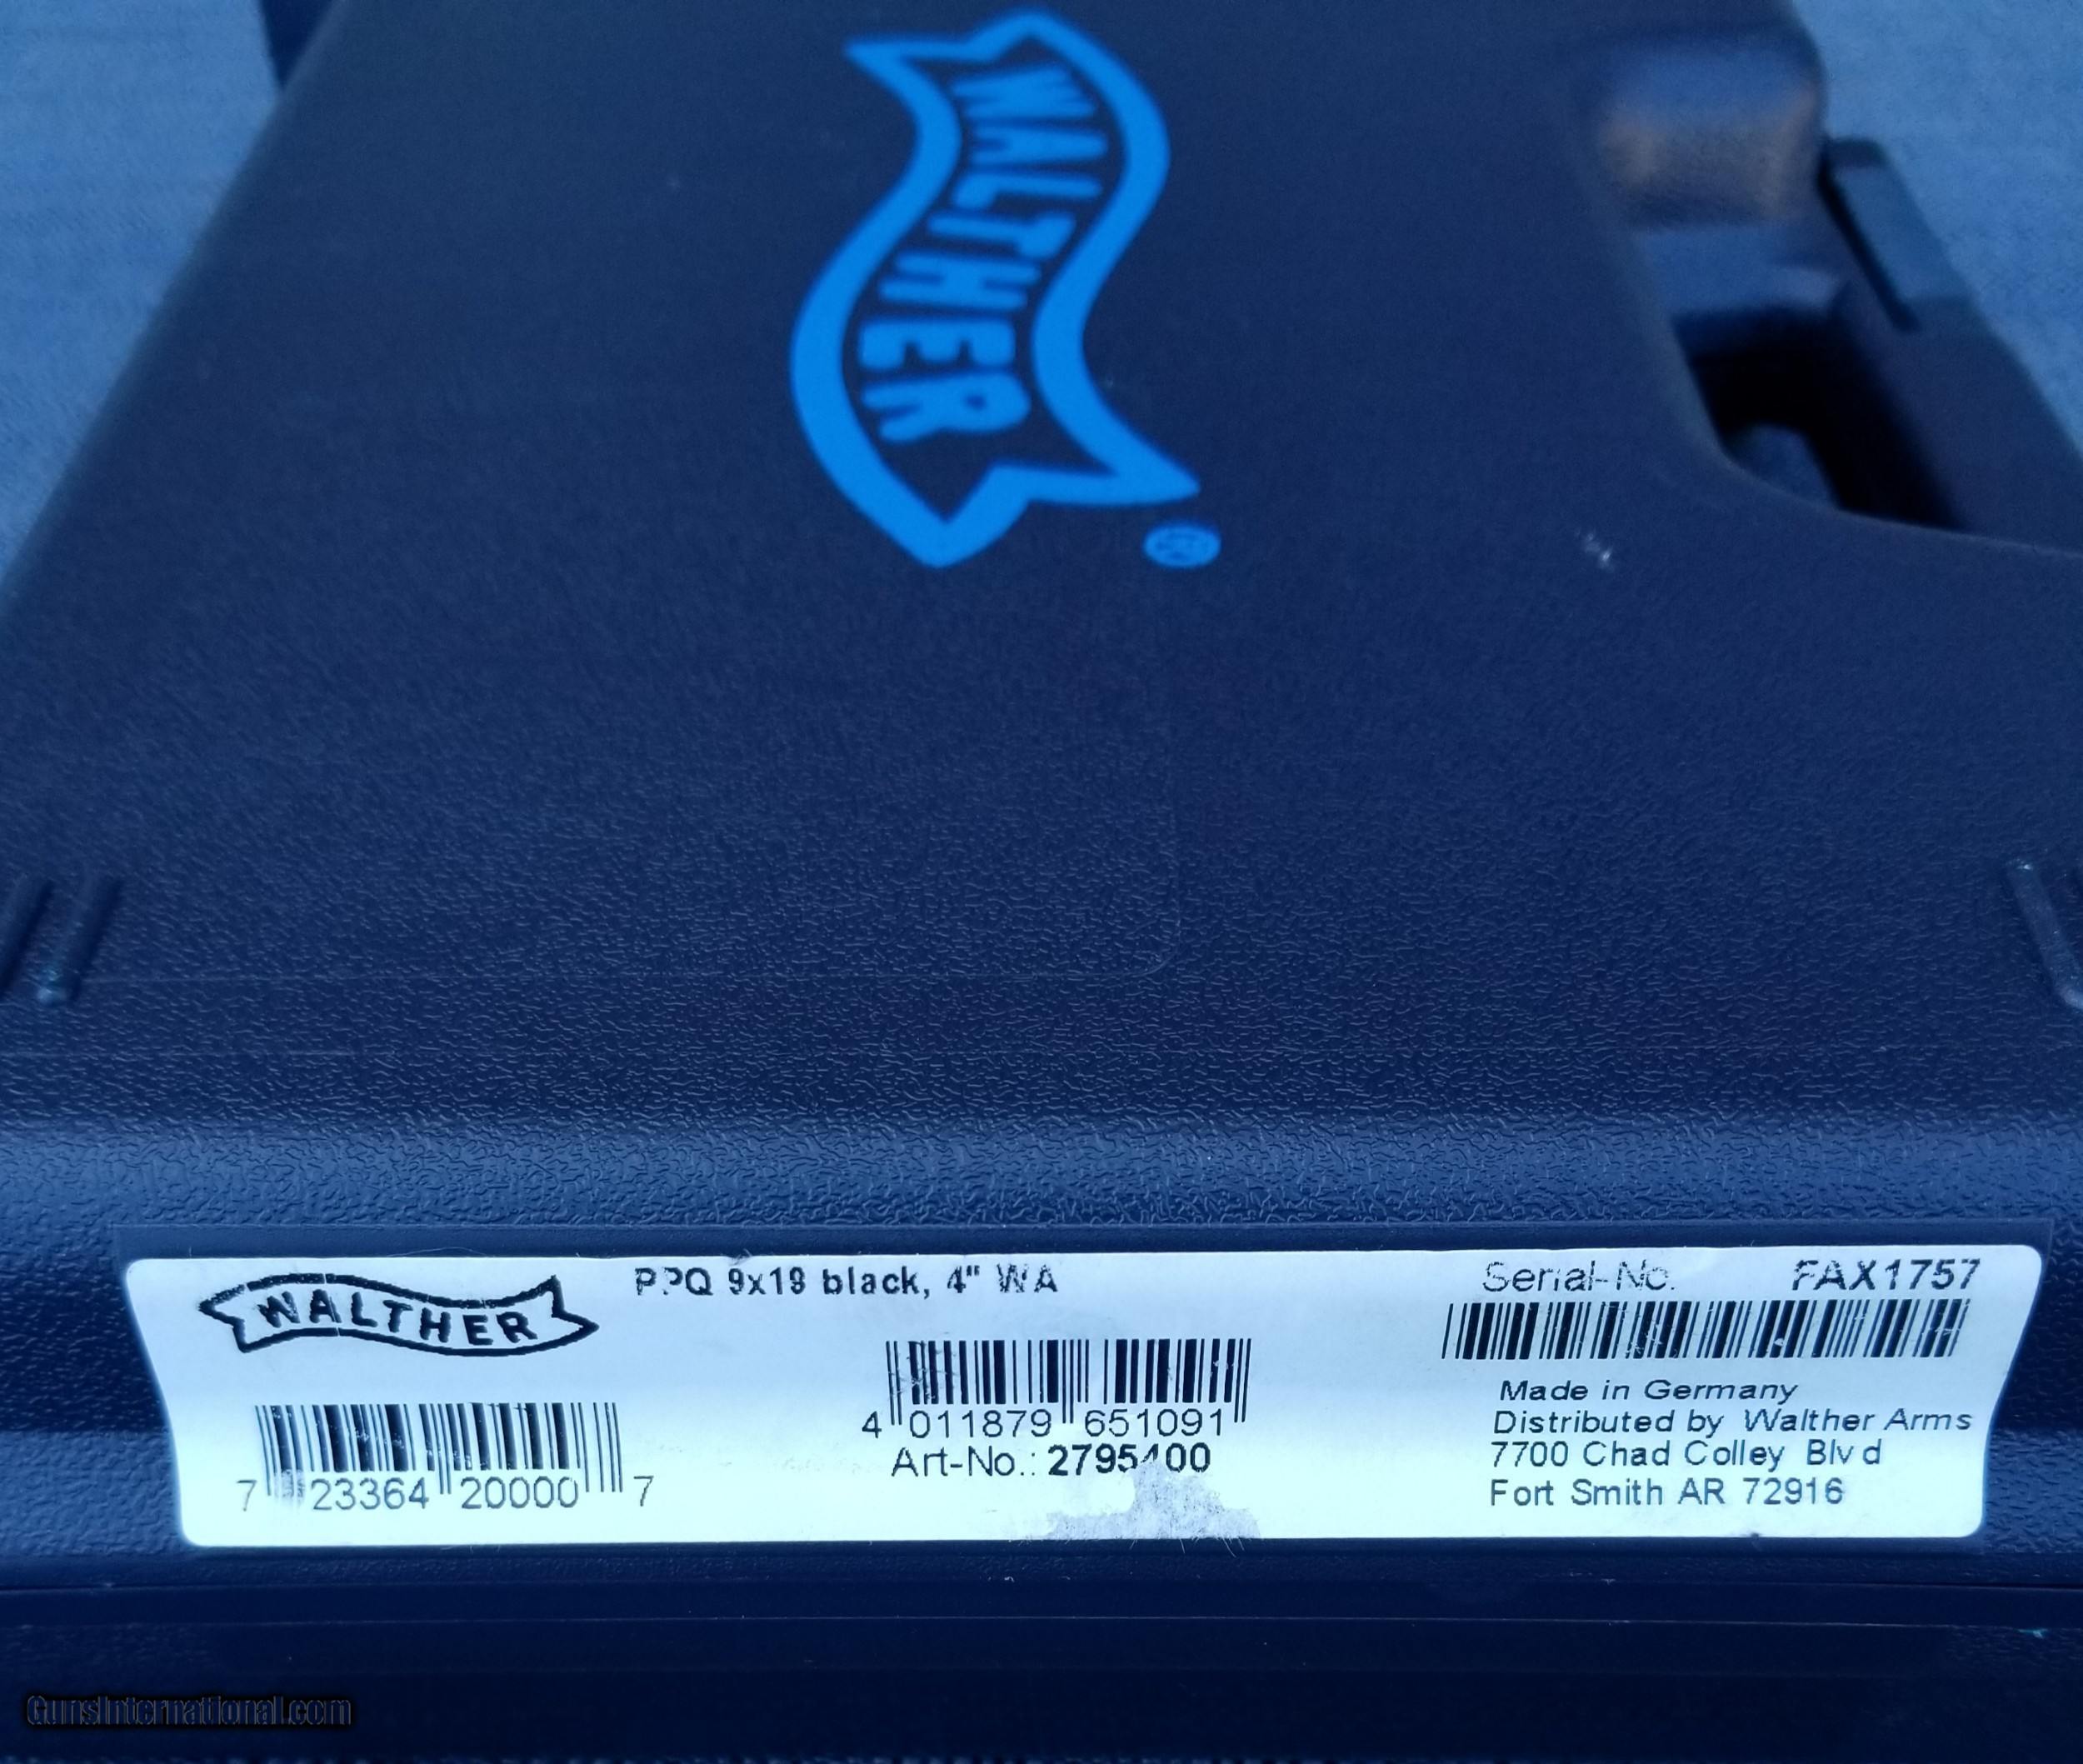 WALTHER
®
WALTHER
PPQ 9x19 black, 4" WA
Serial-No. FAX1757
7 23364 20000 7
4 011879 651091
Art-No.: 2795400
Made in Germany
Distributed by Walther Arms
7700 Chad Colley Blvd
Fort Smith AR 72916
GunsInternational.com